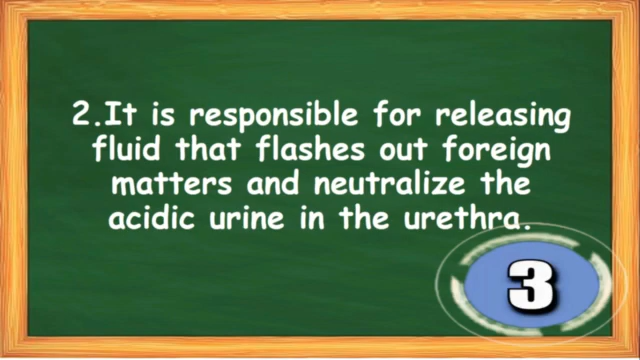 2.It is responsible for releasing
fluid that flashes out foreign
matters and neutralize the
acidic urine in the urethra.
3